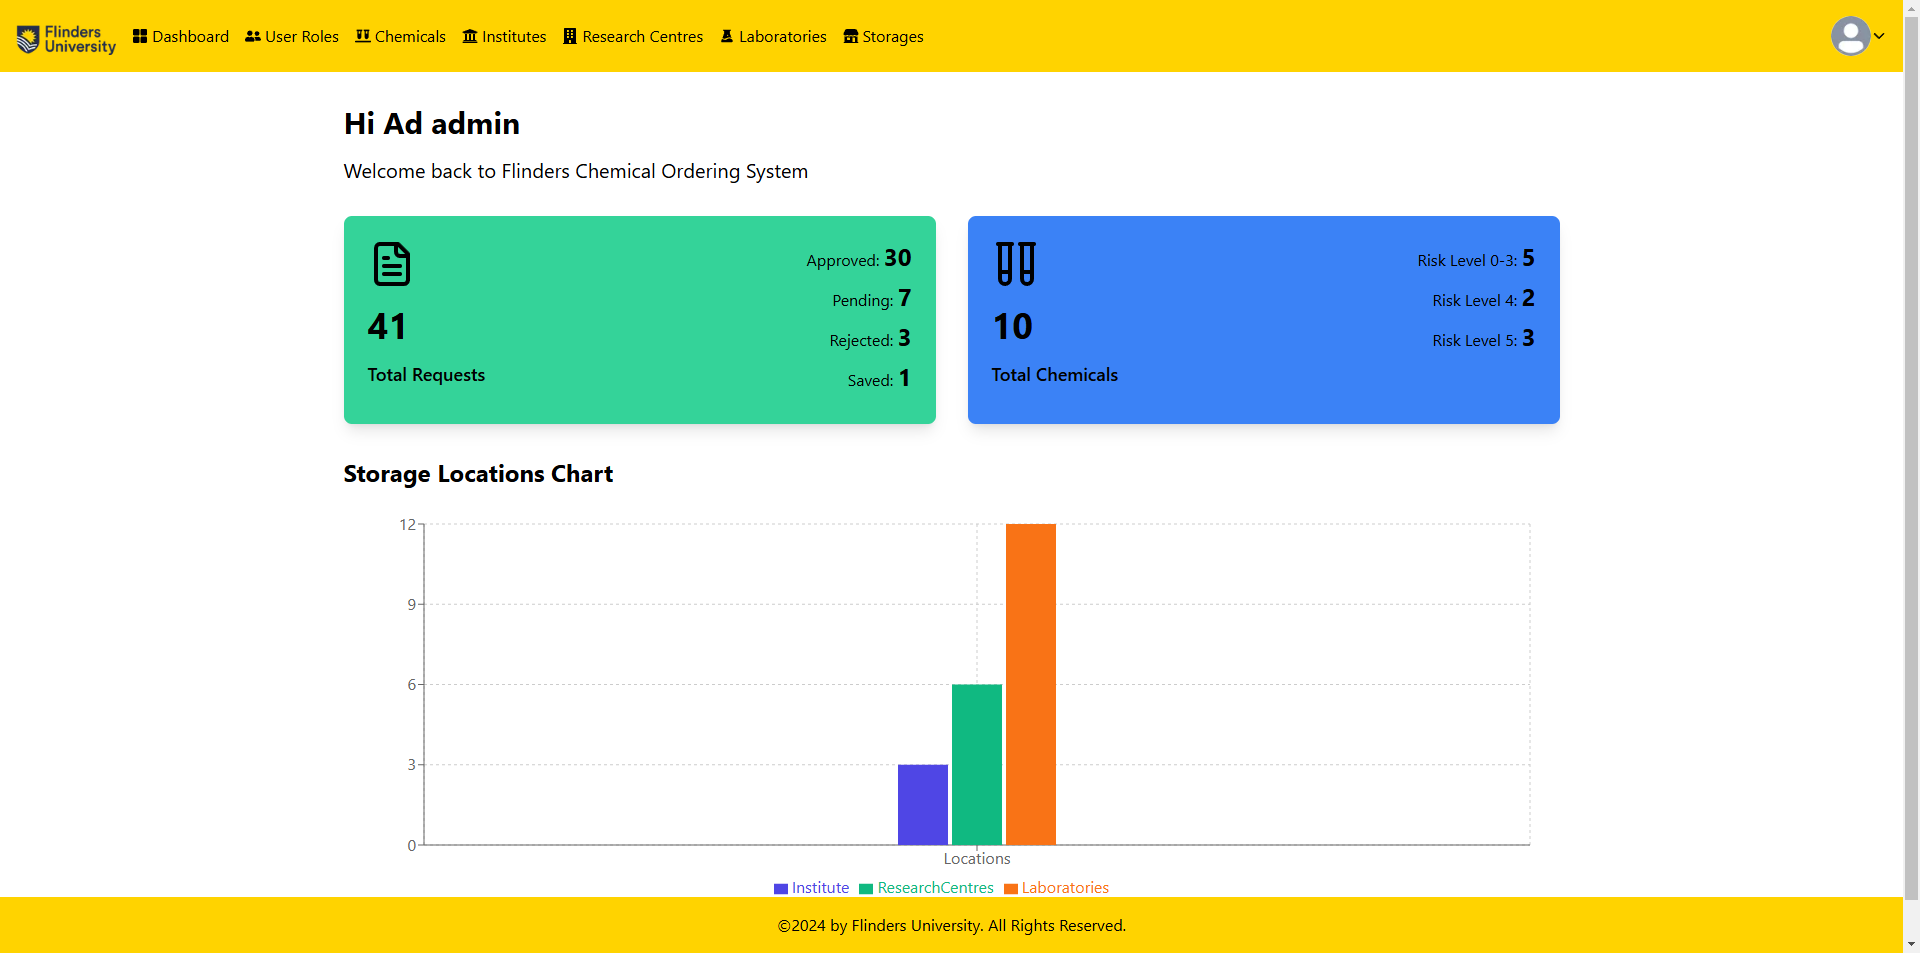 Flinders University
Dashboard
User Roles
Chemicals
Institutes
Research Centres
Laboratories
Storages
Hi Ad admin
Welcome back to Flinders Chemical Ordering System
41
Total Requests
Approved: 30
Pending: 7
Rejected: 3
Saved: 1
10
Total Chemicals
Risk Level 0-3: 5
Risk Level 4: 2
Risk Level 5: 3
Storage Locations Chart
12
9
6
3
0
Locations
Institute
ResearchCentres
Laboratories
©2024 by Flinders University. All Rights Reserved.